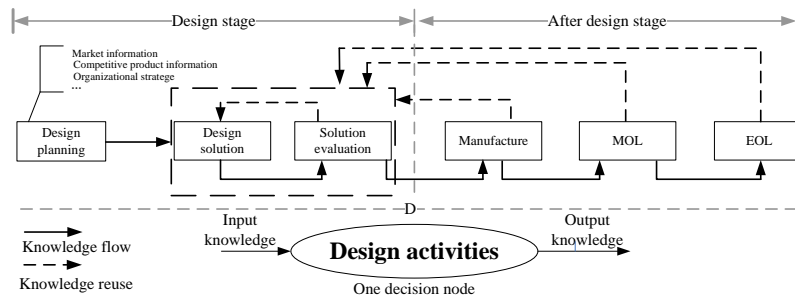 Design stage
After design stage
Market information
Competitive product information
Organizational stratege
...
Design
planning
Design
solution
Solution
evaluation
Manufacture
MOL
EOL
D
Knowledge flow
Knowledge reuse
Input
knowledge
Design activities
Output
knowledge
One decision node